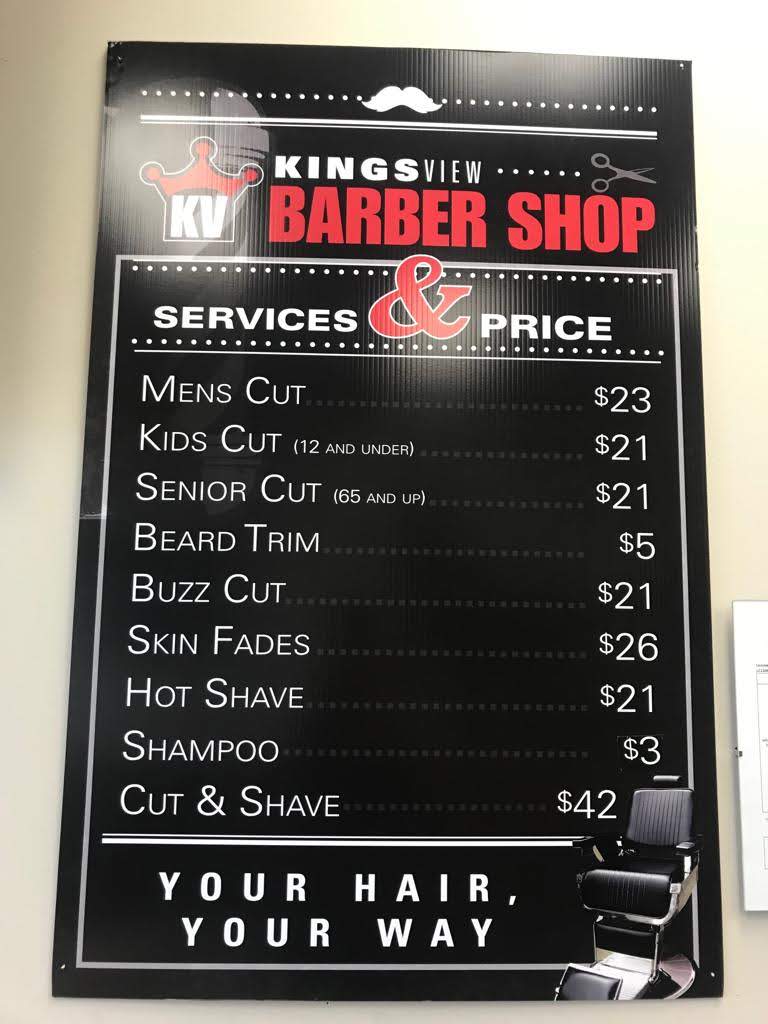 KINGSVIEW
KV
BARBER SHOP
SERVICES & PRICE
MENS CUT $23
KIDS CUT (12 AND UNDER) $21
SENIOR CUT (65 AND UP) $21
BEARD TRIM $5
BUZZ CUT $21
SKIN FADES $26
HOT SHAVE $21
SHAMPOO $3
CUT & SHAVE $42
YOUR HAIR,
YOUR WAY